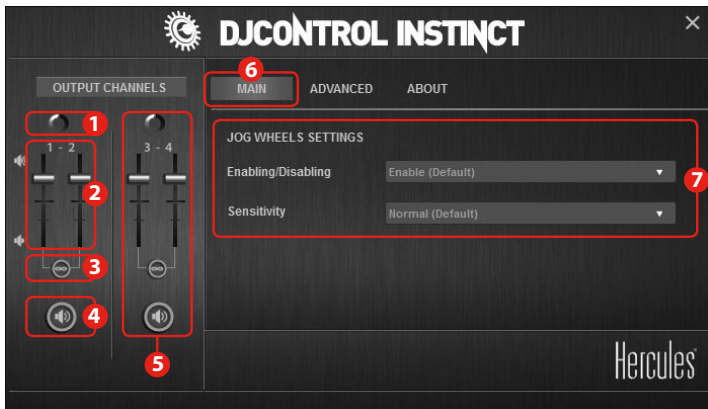 DJCONTROL INSTINCT
×
OUTPUT CHANNELS
6
MAIN
ADVANCED
ABOUT
1
1 - 2
3 - 4
2
3
4
5
JOG WHEELS SETTINGS
Enabling/Disabling
Enable (Default)
7
Sensitivity
Normal (Default)
Hercules